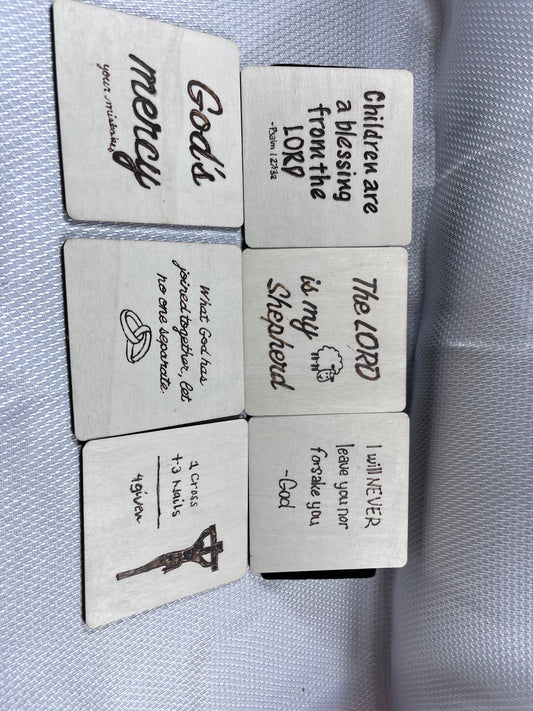 Children are
a blessing
from the
LORD
-Psalm 127:3a
The LORD
is my
Shepherd
I will NEVER
leave you nor
forsake you
-God
God's
mercy
your mistakes
What God has
joined together, let
no one separate.
1 Cross
+3 Nails
4given